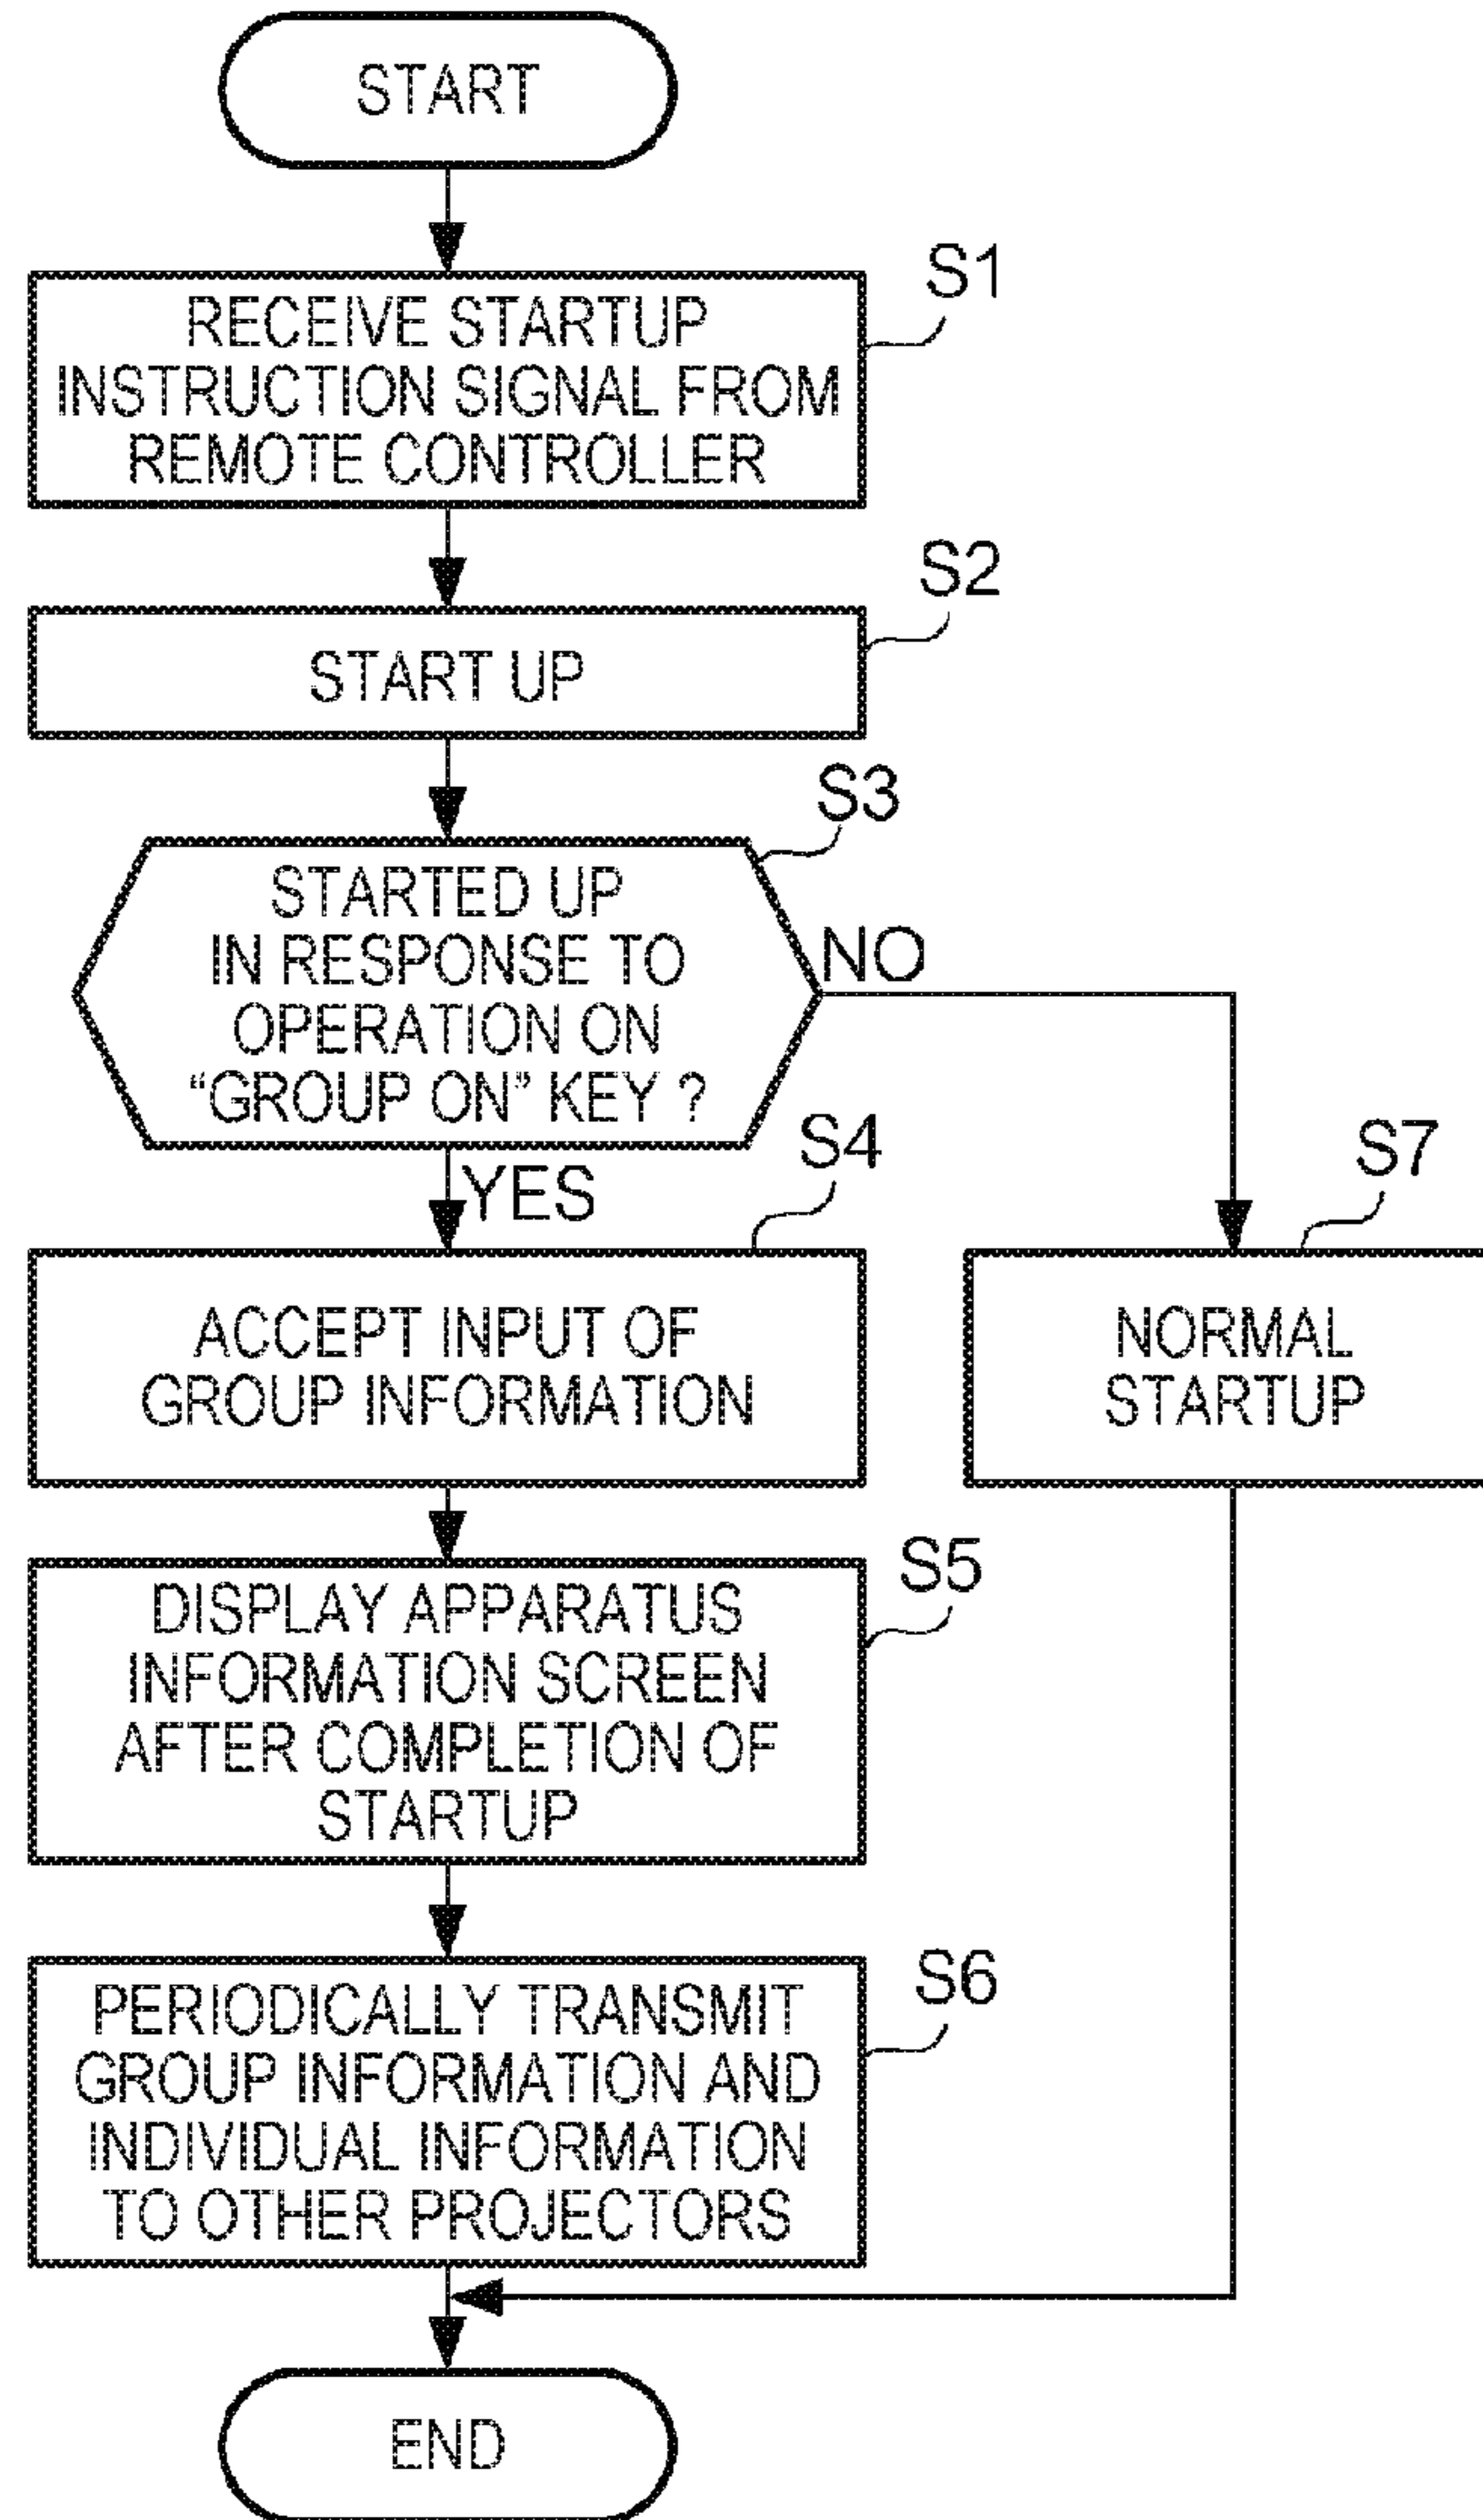 START
S1
RECEIVE STARTUP
INSTRUCTION SIGNAL FROM
REMOTE CONTROLLER
S2
START UP
S3
STARTED UP
IN RESPONSE TO
OPERATION ON
“GROUP ON” KEY ?
NO
YES
S4
ACCEPT INPUT OF
GROUP INFORMATION
S7
NORMAL
STARTUP
S5
DISPLAY APPARATUS
INFORMATION SCREEN
AFTER COMPLETION OF
STARTUP
S6
PERIODICALLY TRANSMIT
GROUP INFORMATION AND
INDIVIDUAL INFORMATION
TO OTHER PROJECTORS
END